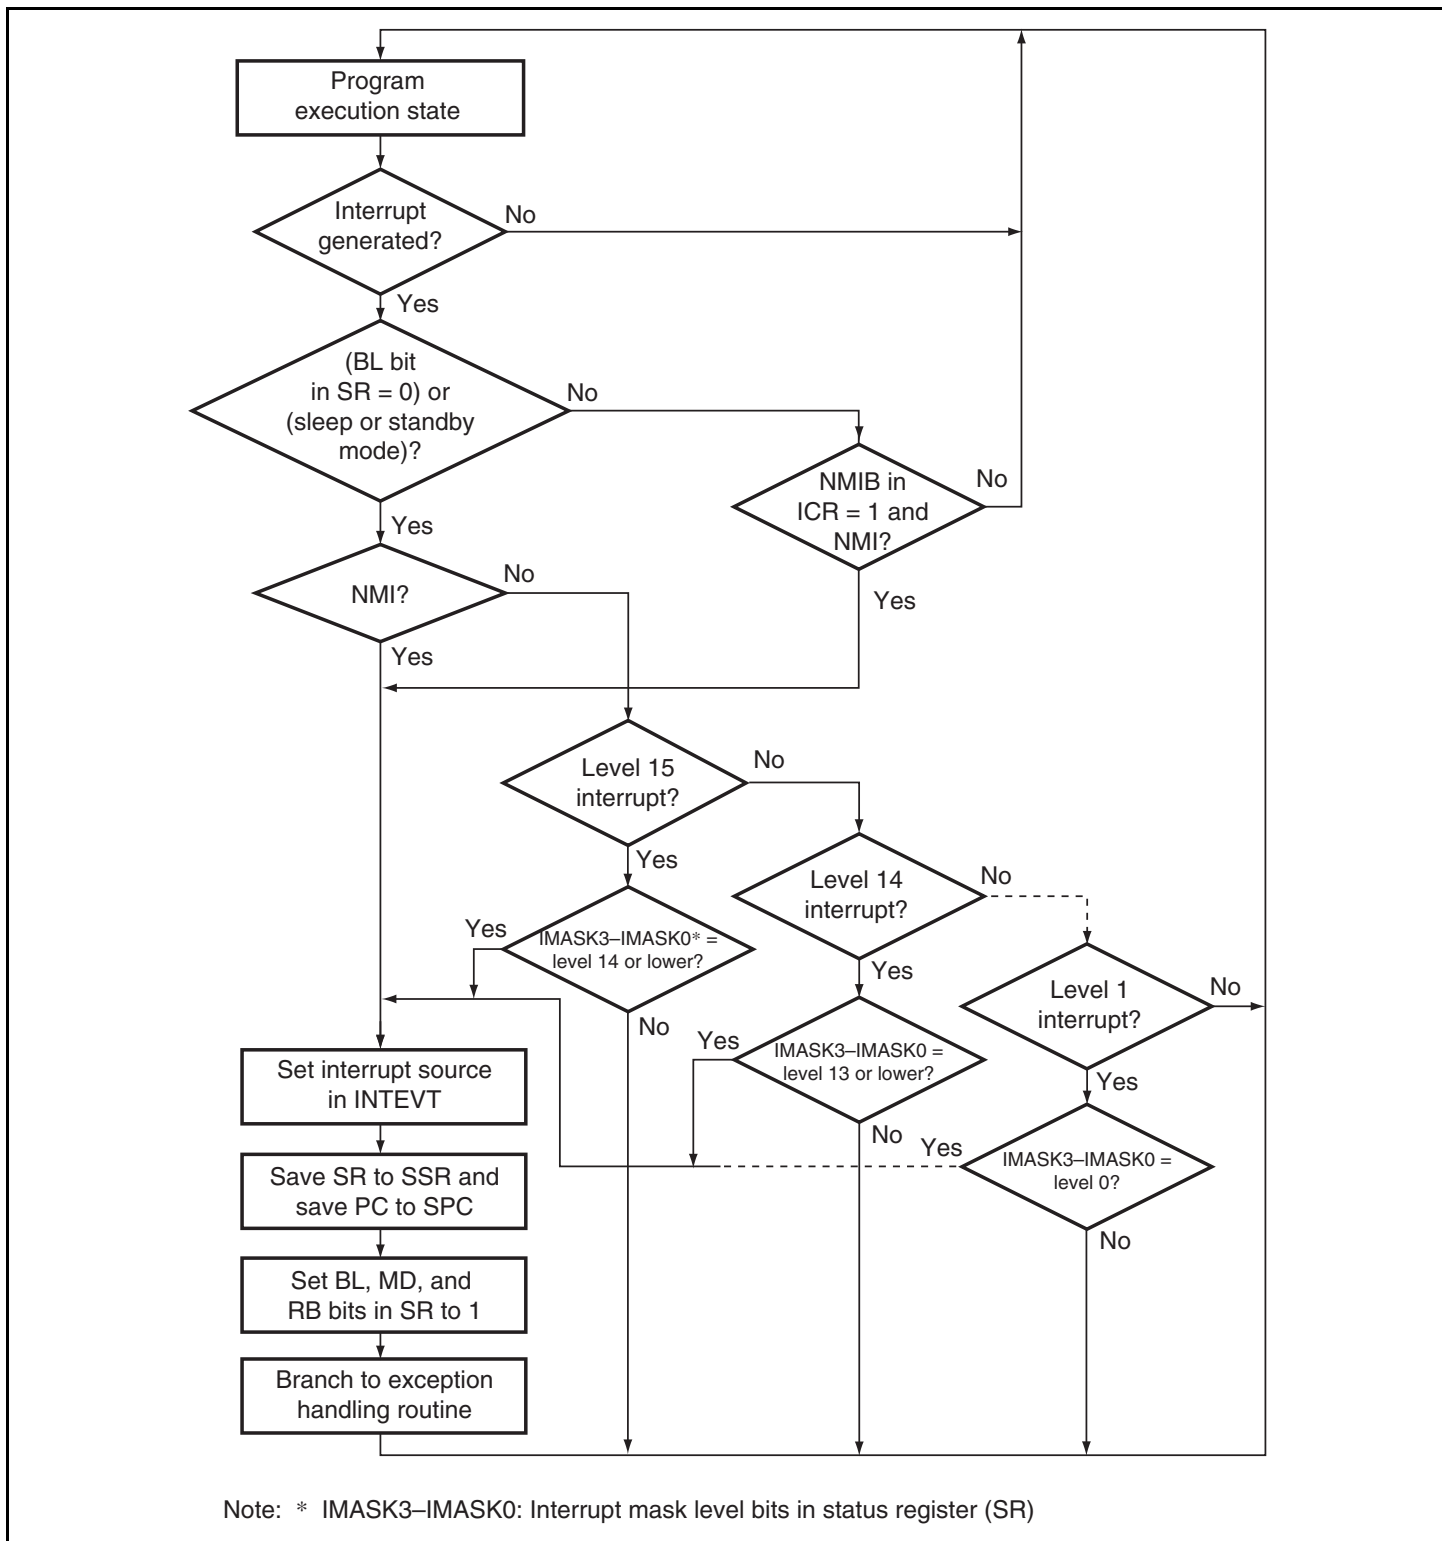 Program
execution state
Interrupt
generated?
No
Yes
(BL bit
in SR = 0) or
(sleep or standby
mode)?
No
Yes
NMIB in
ICR = 1 and
NMI?
No
Yes
NMI?
No
Yes
Level 15
interrupt?
No
Yes
Level 14
interrupt?
No
Yes
IMASK3–IMASK0* =
level 14 or lower?
Yes
No
Level 1
interrupt?
No
Yes
IMASK3–IMASK0 =
level 13 or lower?
Yes
No
IMASK3–IMASK0 =
level 0?
Yes
No
Set interrupt source
in INTEVT
Save SR to SSR and
save PC to SPC
Set BL, MD, and
RB bits in SR to 1
Branch to exception
handling routine
Note: * IMASK3–IMASK0: Interrupt mask level bits in status register (SR)